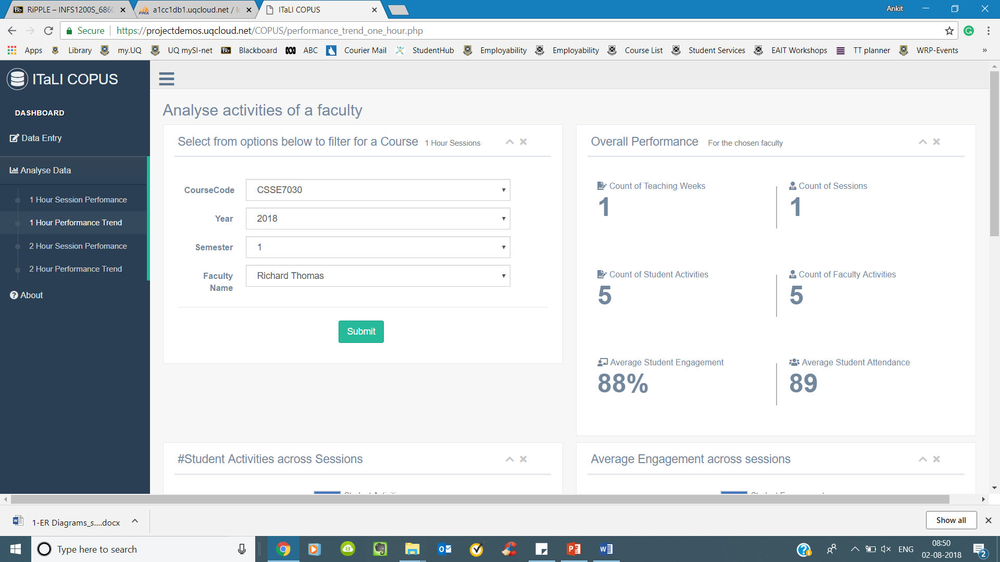 RiPPLE – INFS1200S_686
a1cc1db1.uqcloud.net / l
ITaLI COPUS
Ankit
Secure
https://projectdemos.uqcloud.net/COPUS/performance_trend_one_hour.php
Apps
Library
my.UQ
UQ mySI-net
Blackboard
ABC
Courier Mail
StudentHub
Employability
Employability
Course List
Student Services
EAIT Workshops
TT planner
WRP-Events
»
ITaLI COPUS
DASHBOARD
Data Entry
Analyse Data
1 Hour Session Perfomance
1 Hour Performance Trend
2 Hour Session Perfomance
2 Hour Performance Trend
About
Analyse activities of a faculty
Select from options below to filter for a Course 1 Hour Sessions
CourseCode
CSSE7030
Year
2018
Semester
1
Faculty
Name
Richard Thomas
Submit
Overall Performance For the chosen faculty
Count of Teaching Weeks
1
Count of Sessions
1
Count of Student Activities
5
Count of Faculty Activities
5
Average Student Engagement
88%
Average Student Attendance
89
#Student Activities across Sessions
Average Engagement across sessions
1-ER Diagrams_s....docx
Show all
Type here to search
ENG
08:50
02-08-2018
2